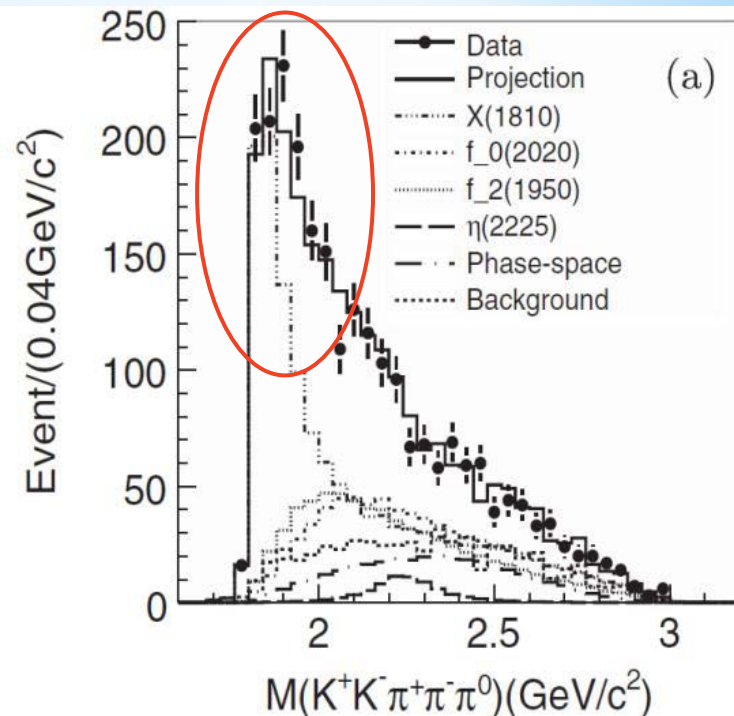 250
200
150
100
50
0
Event/(0.04GeV/c²)
Data
Projection
X(1810)
f_0(2020)
f_2(1950)
η(2225)
Phase-space
Background
(a)
2
2.5
3
M(K⁺K⁻π⁺π⁻π⁰)(GeV/c²)